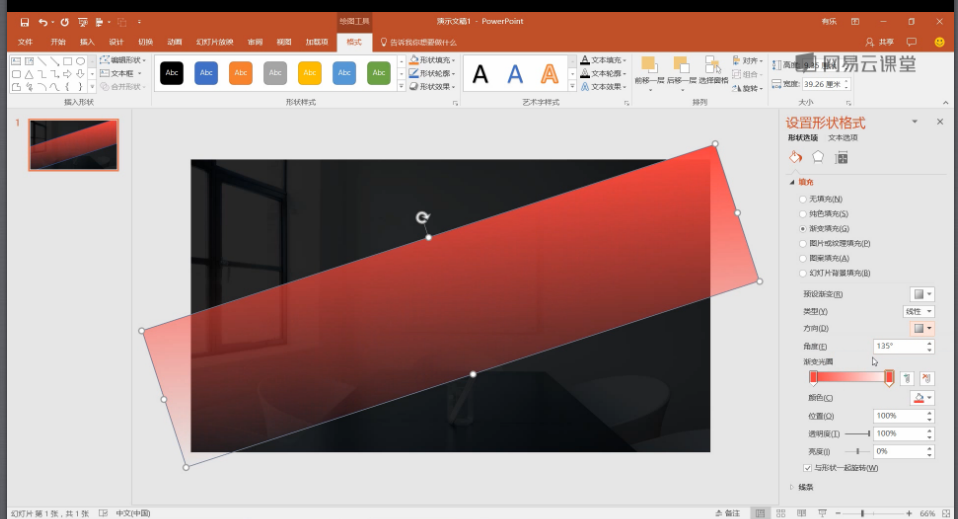 绘图工具
演示文稿1 - PowerPoint
有乐
文件 开始 插入 设计 切换 动画 幻灯片放映 审阅 视图 加载项 格式 告诉我你想要做什么
共享
编辑形状
文本框
合并形状
插入形状
Abc Abc Abc Abc Abc Abc Abc
形状填充
形状轮廓
形状效果
形状样式
A A A
文本填充
文本轮廓
文本效果
艺术字样式
前移一层 后移一层 选择窗格
对齐
组合
旋转
排列
高度:
宽度: 39.26 厘米
大小
网易云课堂
1
设置形状格式
形状选项 文本选项
填充
无填充(N)
纯色填充(S)
渐变填充(G)
图片或纹理填充(P)
图案填充(A)
幻灯片背景填充(B)
预设渐变(R)
类型(Y) 线性
方向(D)
角度(E) 135°
渐变光圈
颜色(C)
位置(O) 100%
透明度(T) 100%
亮度(I) 0%
与形状一起旋转(W)
线条
幻灯片 第 1 张，共 1 张 中文(中国)
备注
66%